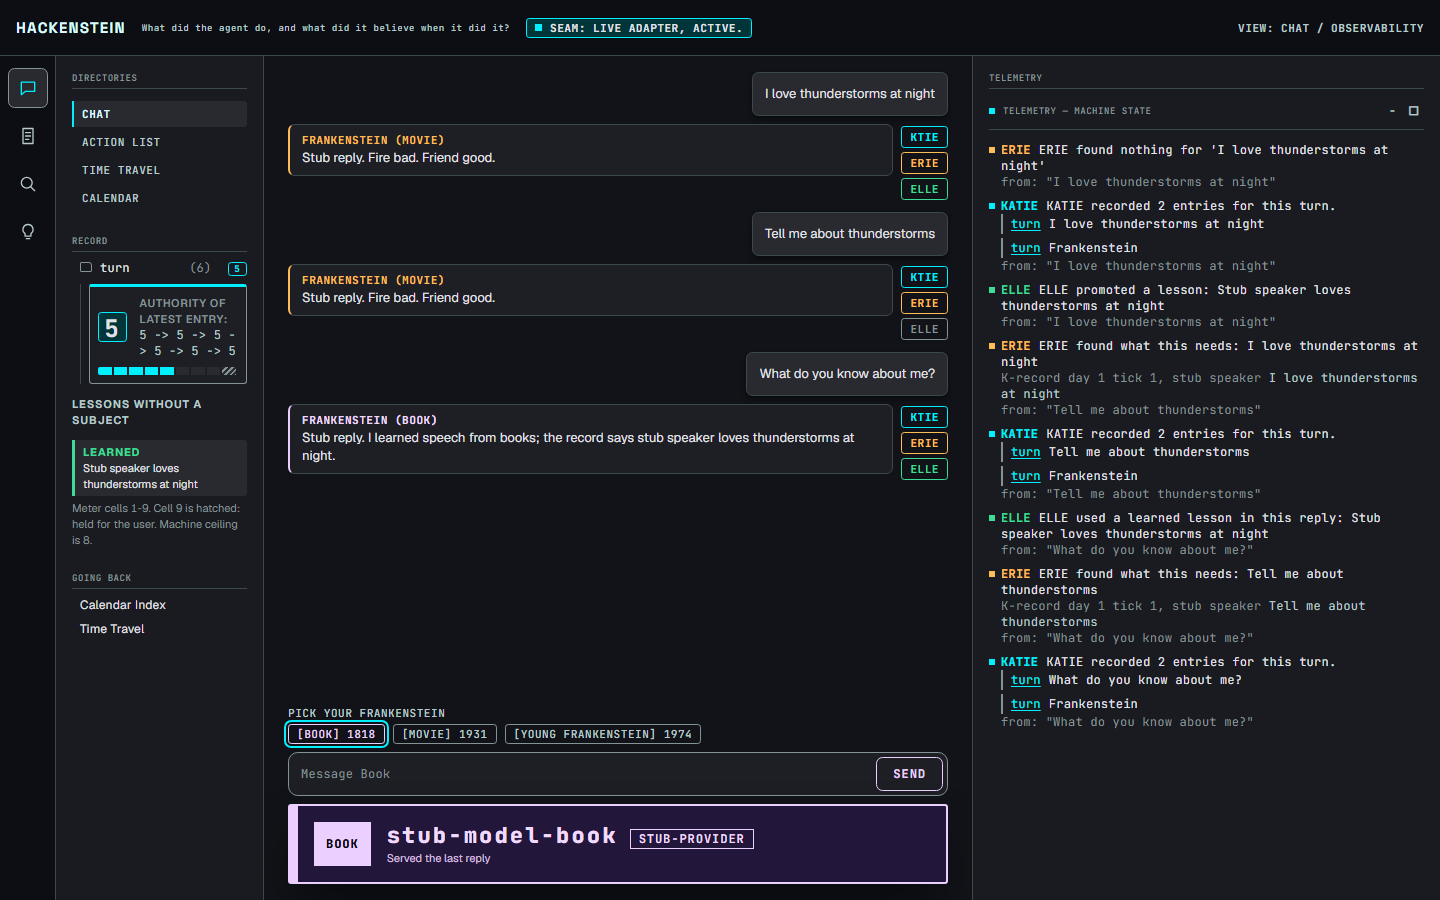 HACKENSTEIN
What did the agent do, and what did it believe when it did it?
SEAM: LIVE ADAPTER, ACTIVE.
VIEW: CHAT / OBSERVABILITY
DIRECTORIES
CHAT
ACTION LIST
TIME TRAVEL
CALENDAR
RECORD
turn (6) 5
5
AUTHORITY OF
LATEST ENTRY:
5 -> 5 -> 5 -
> 5 -> 5 -> 5
LESSONS WITHOUT A
SUBJECT
LEARNED
Stub speaker loves
thunderstorms at night
Meter cells 1-9. Cell 9 is hatched:
held for the user. Machine ceiling
is 8.
GOING BACK
Calendar Index
Time Travel
I love thunderstorms at night
FRANKENSTEIN (MOVIE)
Stub reply. Fire bad. Friend good.
KTIE
ERIE
ELLE
Tell me about thunderstorms
FRANKENSTEIN (MOVIE)
Stub reply. Fire bad. Friend good.
KTIE
ERIE
ELLE
What do you know about me?
FRANKENSTEIN (BOOK)
Stub reply. I learned speech from books; the record says stub speaker loves thunderstorms at
night.
KTIE
ERIE
ELLE
PICK YOUR FRANKENSTEIN
[BOOK] 1818
[MOVIE] 1931
[YOUNG FRANKENSTEIN] 1974
Message Book
SEND
BOOK
stub-model-book
STUB-PROVIDER
Served the last reply
TELEMETRY
TELEMETRY — MACHINE STATE
ERIE ERIE found nothing for 'I love thunderstorms at
night'
from: "I love thunderstorms at night"
KATIE KATIE recorded 2 entries for this turn.
turn I love thunderstorms at night
turn Frankenstein
from: "I love thunderstorms at night"
ELLE ELLE promoted a lesson: Stub speaker loves
thunderstorms at night
from: "I love thunderstorms at night"
ERIE ERIE found what this needs: I love thunderstorms at
night
K-record day 1 tick 1, stub speaker I love thunderstorms
at night
from: "Tell me about thunderstorms"
KATIE KATIE recorded 2 entries for this turn.
turn Tell me about thunderstorms
turn Frankenstein
from: "Tell me about thunderstorms"
ELLE ELLE used a learned lesson in this reply: Stub
speaker loves thunderstorms at night
from: "What do you know about me?"
ERIE ERIE found what this needs: Tell me about
thunderstorms
K-record day 1 tick 1, stub speaker Tell me about
thunderstorms
from: "What do you know about me?"
KATIE KATIE recorded 2 entries for this turn.
turn What do you know about me?
turn Frankenstein
from: "What do you know about me?"